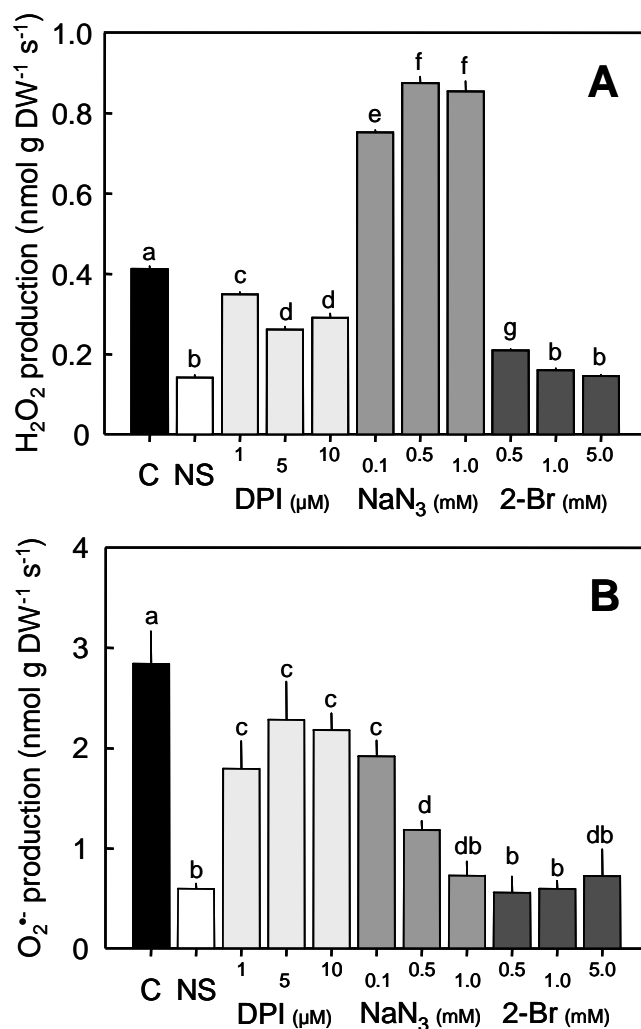 H₂O₂ production (nmol g DW⁻¹ s⁻¹)
1.0
0.8
0.6
0.4
0.2
0
A
a
b
c
d
d
e
f
f
g
b
b
C
NS
1
5
10
0.1
0.5
1.0
0.5
1.0
5.0
DPI (µM)
NaN₃ (mM)
2-Br (mM)
O₂•⁻ production (nmol g DW⁻¹ s⁻¹)
4
3
2
1
0
B
a
b
c
c
c
c
d
db
b
b
db
C
NS
1
5
10
0.1
0.5
1.0
0.5
1.0
5.0
DPI (µM)
NaN₃ (mM)
2-Br (mM)